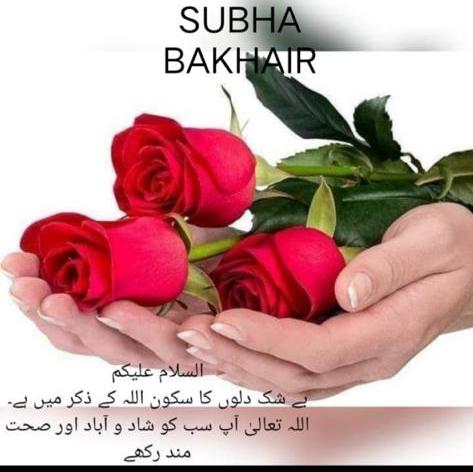 SUBHA
BAKHAIR
السلام علیکم
بے شک دلوں کا سکون اللہ کے ذکر میں ہے۔
اللہ تعالیٰ آپ سب کو شاد و آباد اور صحت
مند رکھے